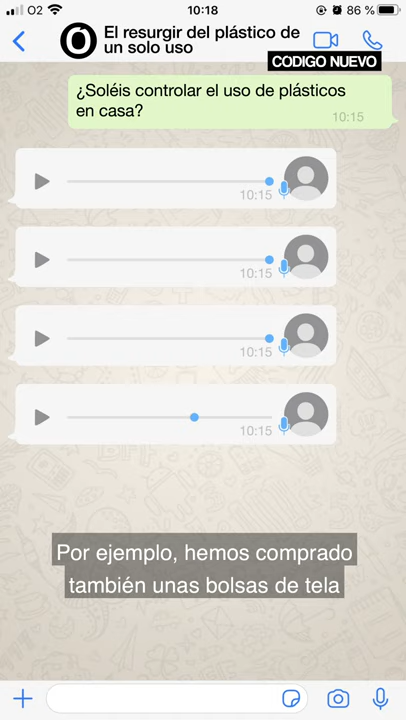 O2
10:18
86 %
El resurgir del plástico de
un solo uso
CÓDIGO NUEVO
¿Soléis controlar el uso de plásticos
en casa?
10:15
10:15
10:15
10:15
10:15
Por ejemplo, hemos comprado
también unas bolsas de tela